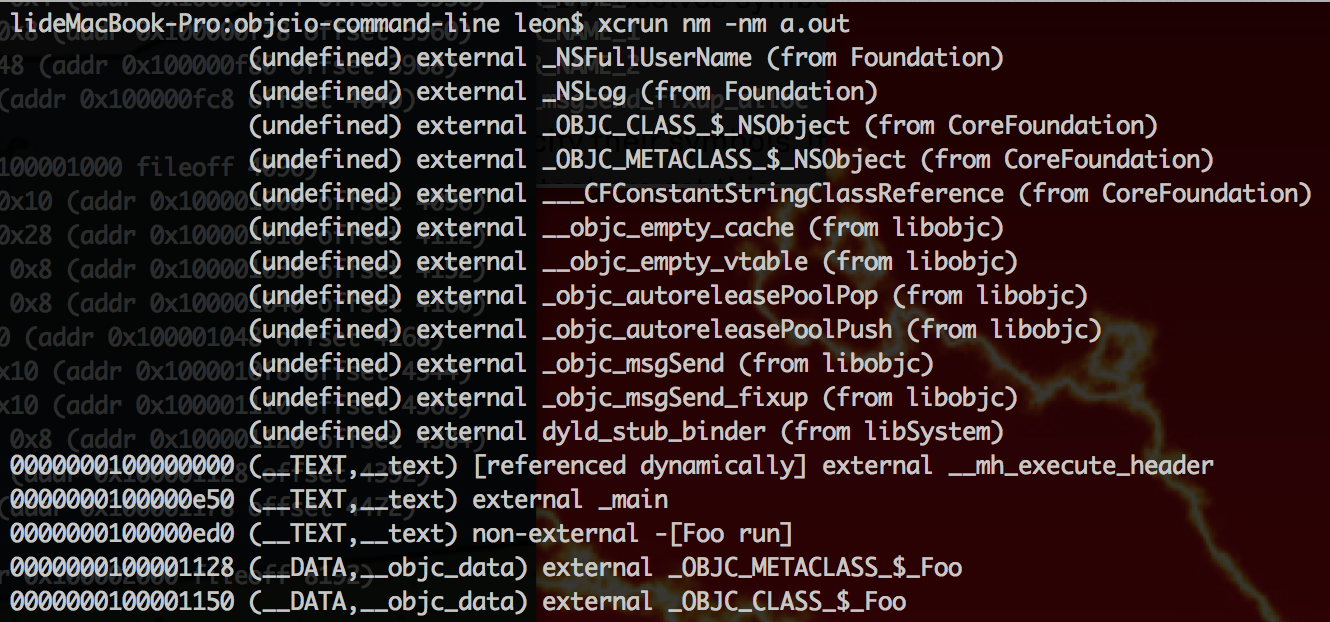 lideMacBook-Pro:objcio-command-line leon$ xcrun nm -nm a.out
(undefined) external _NSFullUserName (from Foundation)
(undefined) external _NSLog (from Foundation)
(undefined) external _OBJC_CLASS_$_NSObject (from CoreFoundation)
(undefined) external _OBJC_METACLASS_$_NSObject (from CoreFoundation)
(undefined) external ___CFConstantStringClassReference (from CoreFoundation)
(undefined) external __objc_empty_cache (from libobjc)
(undefined) external __objc_empty_vtable (from libobjc)
(undefined) external _objc_autoreleasePoolPop (from libobjc)
(undefined) external _objc_autoreleasePoolPush (from libobjc)
(undefined) external _objc_msgSend (from libobjc)
(undefined) external _objc_msgSend_fixup (from libobjc)
(undefined) external dyld_stub_binder (from libSystem)
0000000100000000 (__TEXT,__text) [referenced dynamically] external __mh_execute_header
0000000100000e50 (__TEXT,__text) external _main
0000000100000ed0 (__TEXT,__text) non-external -[Foo run]
0000000100001128 (__DATA,__objc_data) external _OBJC_METACLASS_$_Foo
0000000100001150 (__DATA,__objc_data) external _OBJC_CLASS_$_Foo